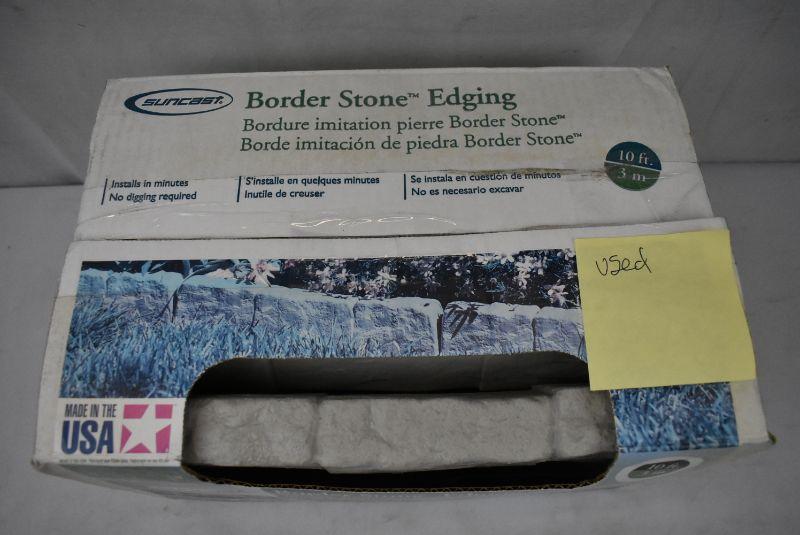 SUNCAST®
Border Stone™ Edging
Bordure imitation pierre Border Stone™
Borde imitación de piedra Border Stone™
10 ft.
3 m
Installs in minutes
No digging required
S'installe en quelques minutes
Inutile de creuser
Se instala en cuestión de minutos
No es necesario excavar
used
MADE IN THE
USA
10 ft.